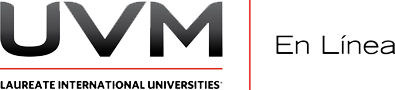 UVM
LAUREATE INTERNATIONAL UNIVERSITIES®
En Línea